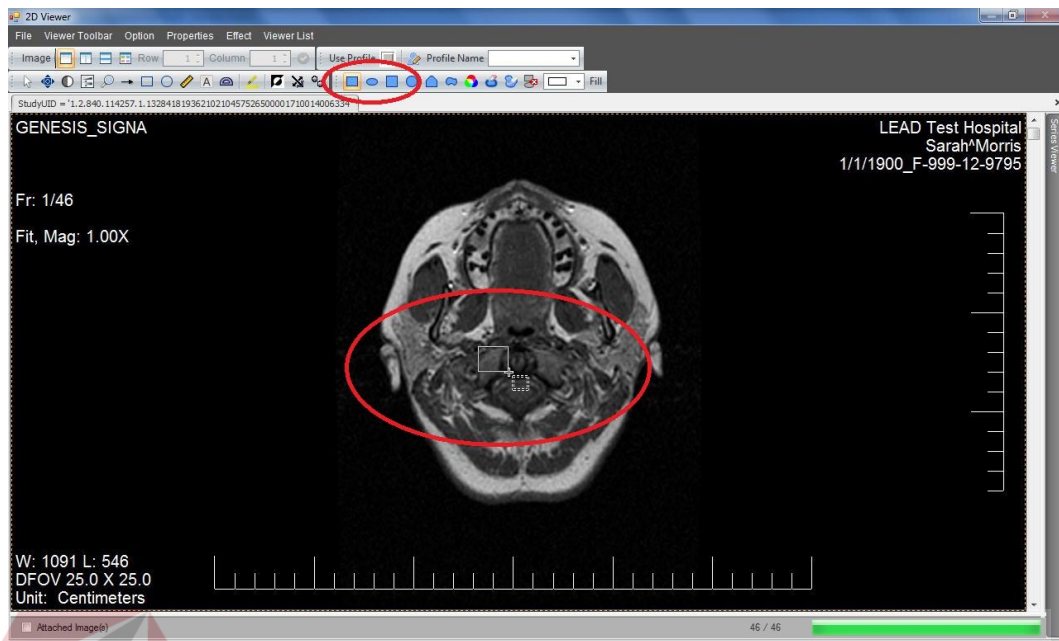 2D Viewer
File Viewer Toolbar Option Properties Effect Viewer List
Image Row 1 Column 1 Use Profile Profile Name
A Fill
StudyUID = '1.2.840.114257.1.1328418193621021045752650000171001400
GENESIS_SIGNA
LEAD Test Hospital
Sarah^Morris
1/1/1900_F-999-12-9795
Series Viewer
Fr: 1/46
Fit, Mag: 1.00X
W: 1091 L: 546
DFOV 25.0 X 25.0
Unit: Centimeters
Attached Image(s)
46 / 46